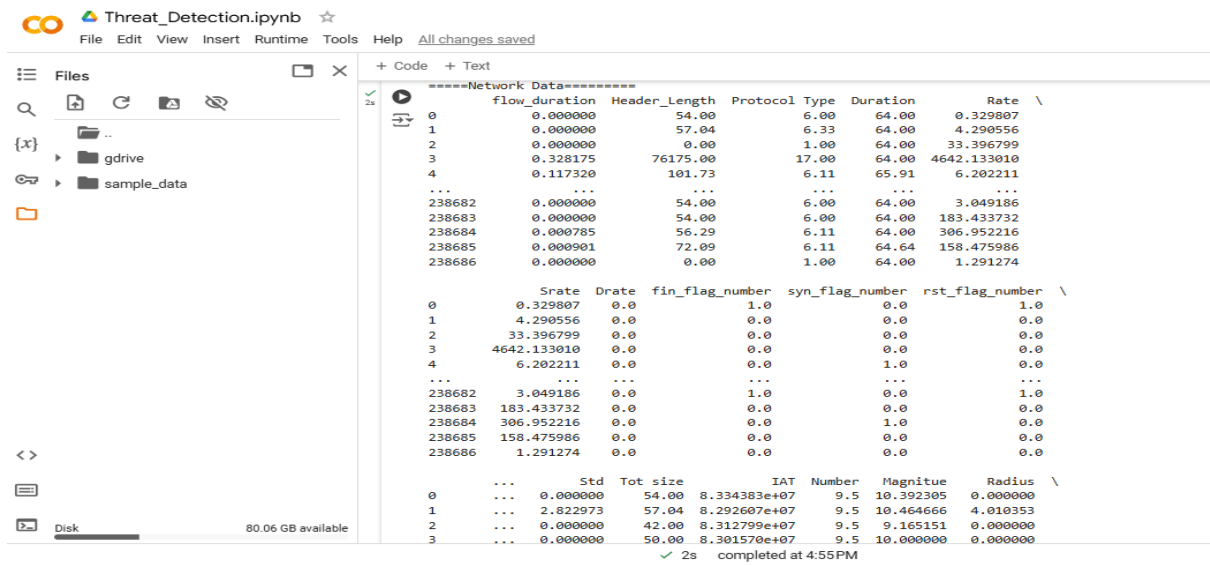 Threat_Detection.ipynb
File Edit View Insert Runtime Tools Help All changes saved
Files
+ Code + Text
..
gdrive
sample_data
{x}
Disk 80.06 GB available
2s
=====Network Data=========
flow_duration Header_Length Protocol Type Duration Rate \
0 0.000000 54.00 6.00 64.00 0.329807
1 0.000000 57.04 6.33 64.00 4.290556
2 0.000000 0.00 1.00 64.00 33.396799
3 0.328175 76175.00 17.00 64.00 4642.133010
4 0.117320 101.73 6.11 65.91 6.202211
... ... ... ... ... ...
238682 0.000000 54.00 6.00 64.00 3.049186
238683 0.000000 54.00 6.00 64.00 183.433732
238684 0.000785 56.29 6.11 64.00 306.952216
238685 0.000901 72.09 6.11 64.64 158.475986
238686 0.000000 0.00 1.00 64.00 1.291274
Srate Drate fin_flag_number syn_flag_number rst_flag_number \
0 0.329807 0.0 1.0 0.0 1.0
1 4.290556 0.0 0.0 0.0 0.0
2 33.396799 0.0 0.0 0.0 0.0
3 4642.133010 0.0 0.0 0.0 0.0
4 6.202211 0.0 0.0 1.0 0.0
... ... ... ... ... ...
238682 3.049186 0.0 1.0 0.0 1.0
238683 183.433732 0.0 0.0 0.0 0.0
238684 306.952216 0.0 0.0 1.0 0.0
238685 158.475986 0.0 0.0 0.0 0.0
238686 1.291274 0.0 0.0 0.0 0.0
... Std Tot size IAT Number Magnitue Radius \
0 ... 0.000000 54.00 8.334383e+07 9.5 10.392305 0.000000
1 ... 2.822973 57.04 8.292607e+07 9.5 10.464666 4.010353
2 ... 0.000000 42.00 8.312799e+07 9.5 9.165151 0.000000
3 ... 0.000000 50.00 8.301570e+07 9.5 10.000000 0.000000
2s completed at 4:55 PM